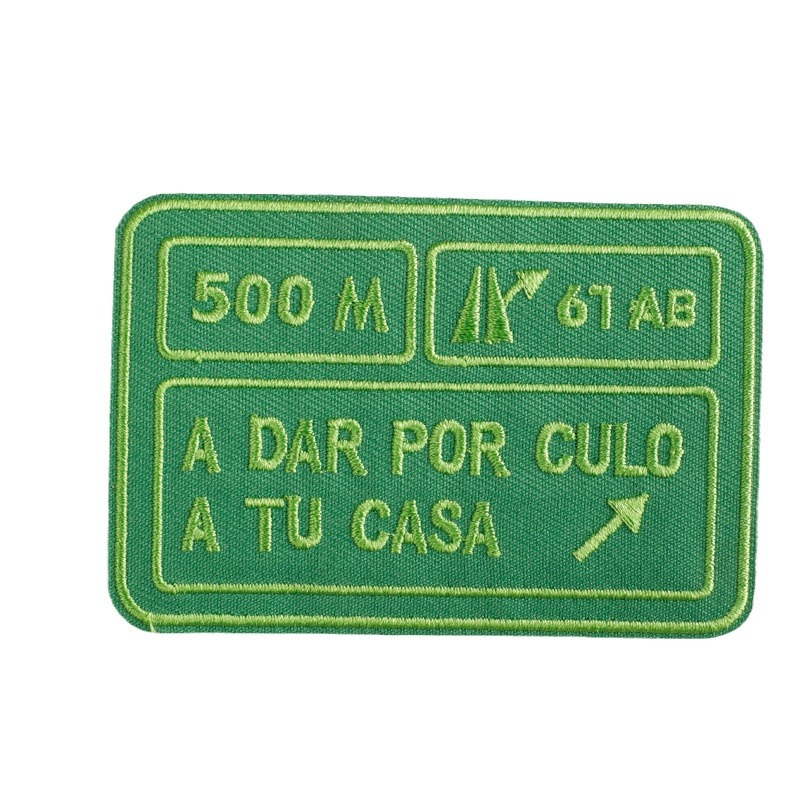 500 M
61 AB
A DAR POR CULO
A TU CASA